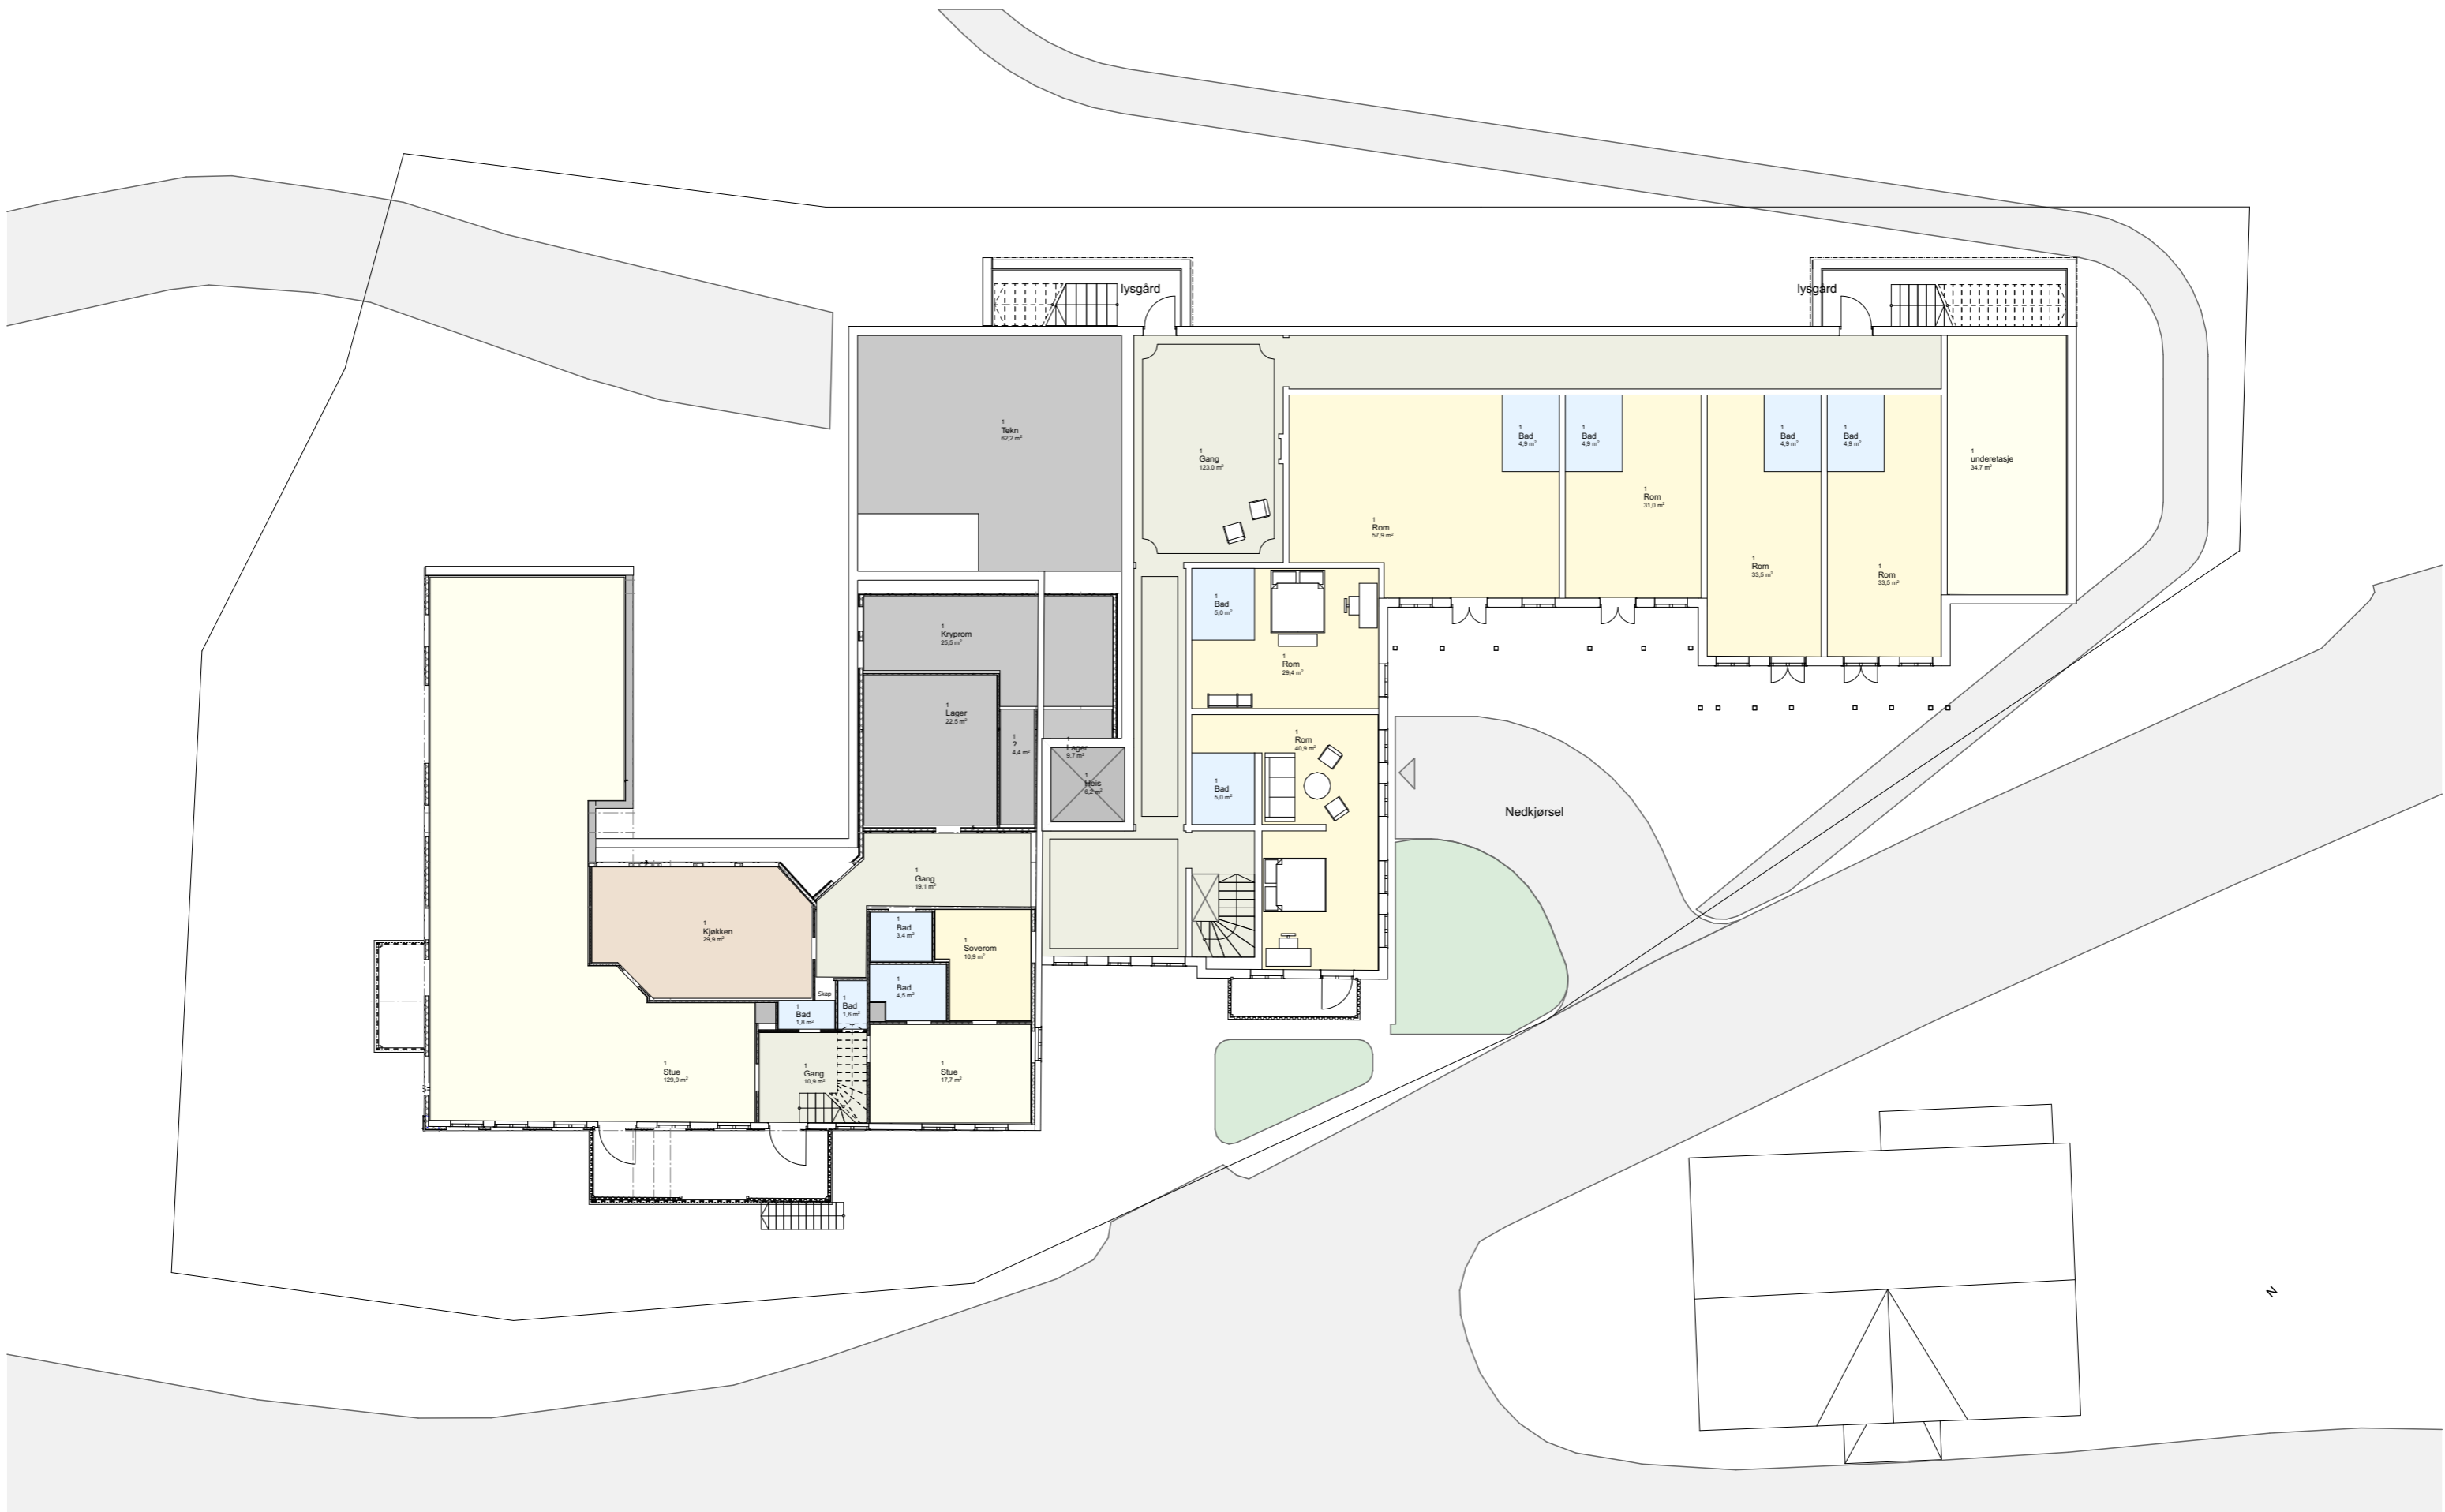 lysgård
lysgård
1
Tekn
62,2 m²
1
Gang
123,0 m²
1
Bad
4,9 m²
1
Bad
4,9 m²
1
Bad
4,9 m²
1
Bad
4,9 m²
1
underetasje
34,7 m²
1
Rom
57,9 m²
1
Rom
31,0 m²
1
Rom
33,5 m²
1
Rom
33,5 m²
1
Bad
5,0 m²
1
Rom
29,4 m²
1
Kryprom
25,5 m²
1
Lager
22,5 m²
1
?
4,4 m²
1
Lager
9,7 m²
1
Heis
6,2 m²
1
Rom
40,9 m²
1
Bad
5,0 m²
Nedkjørsel
1
Gang
19,1 m²
1
Kjøkken
29,9 m²
1
Bad
3,4 m²
1
Soverom
10,9 m²
1
Bad
4,5 m²
Skap
1
Bad
1,6 m²
1
Bad
1,8 m²
1
Stue
129,9 m²
1
Gang
10,9 m²
1
Stue
17,7 m²
N